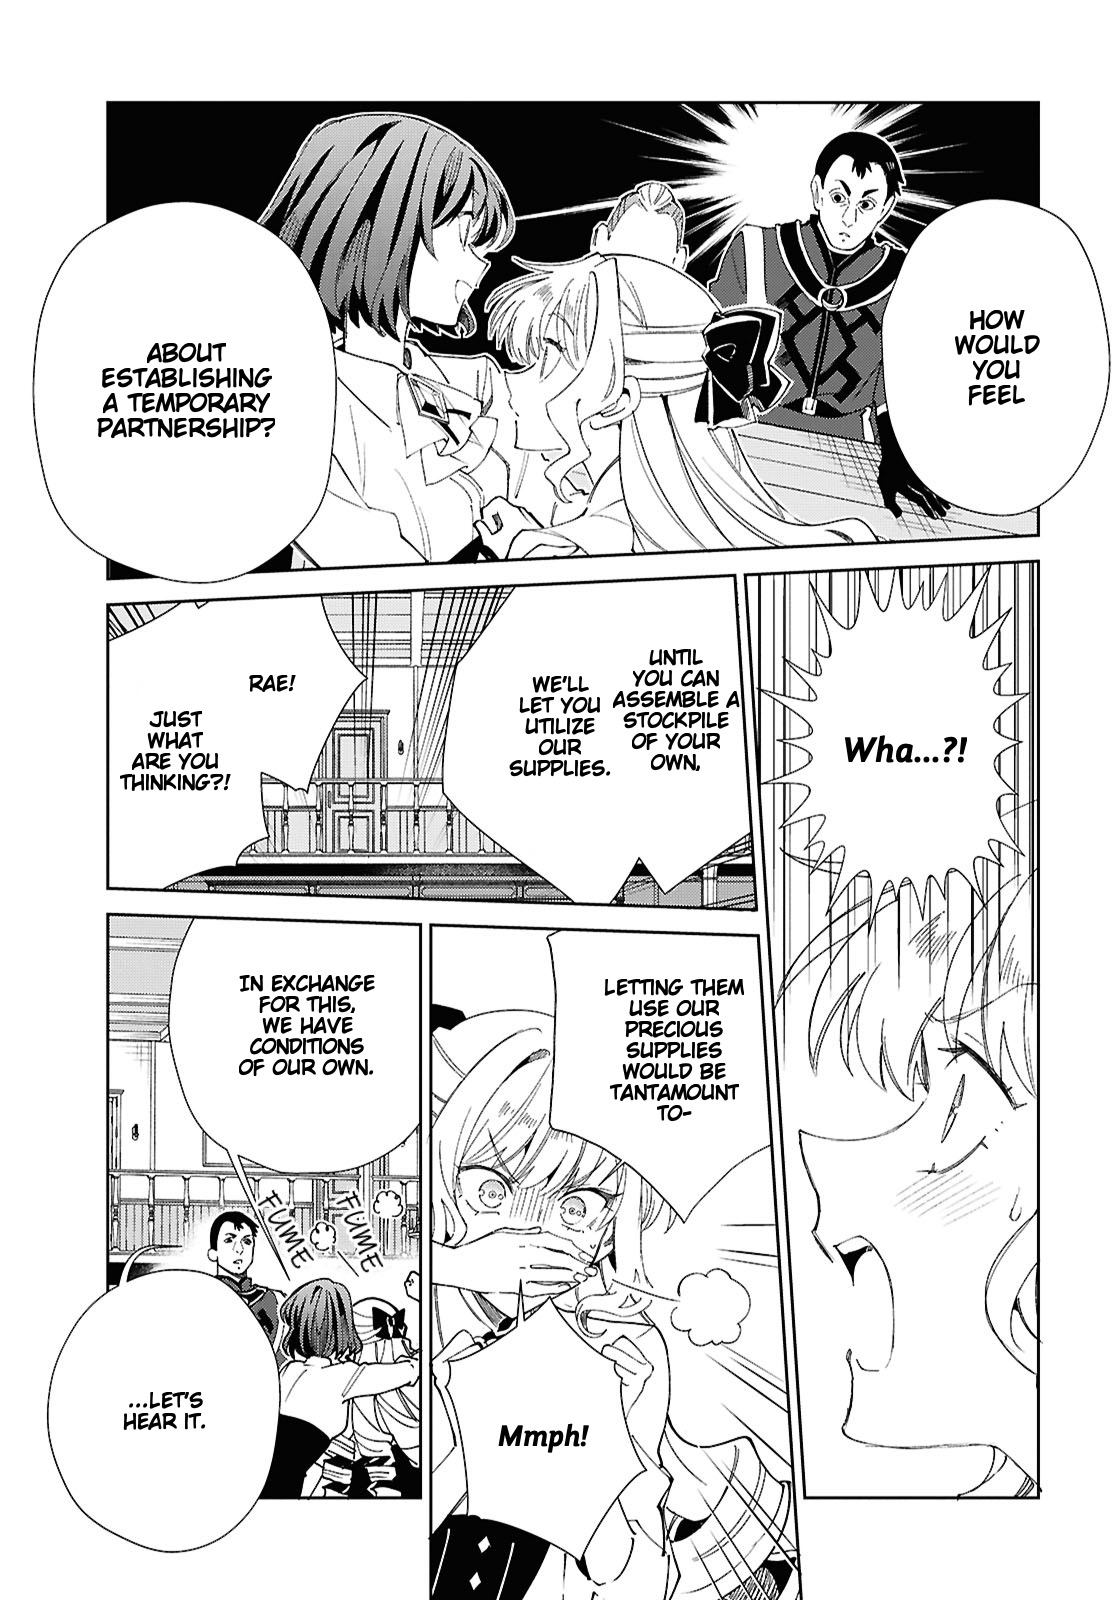 HOW
WOULD
YOU
FEEL
ABOUT
ESTABLISHING
A TEMPORARY
PARTNERSHIP?
Wha...?!
UNTIL
YOU CAN
ASSEMBLE A
STOCKPILE
OF YOUR
OWN,
WE'LL
LET YOU
UTILIZE
OUR
SUPPLIES.
RAE!
JUST
WHAT
ARE YOU
THINKING?!
LETTING THEM
USE OUR
PRECIOUS
SUPPLIES
WOULD BE
TANTAMOUNT
TO-
Mmph!
IN EXCHANGE
FOR THIS,
WE HAVE
CONDITIONS
OF OUR OWN.
FUME
FUME
...LET'S
HEAR IT.